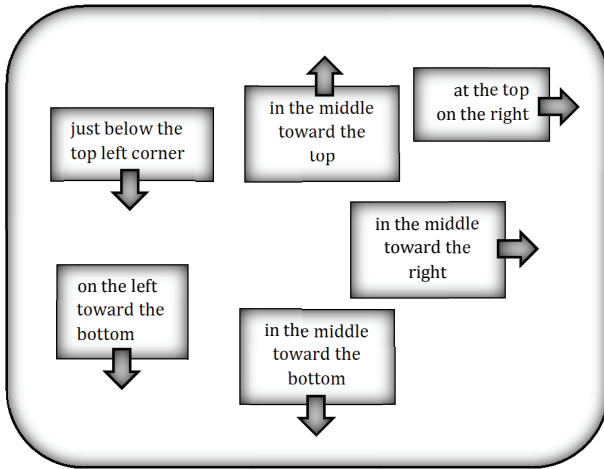 just below the
top left corner
in the middle
toward the
top
at the top
on the right
in the middle
toward the
right
on the left
toward the
bottom
in the middle
toward the
bottom